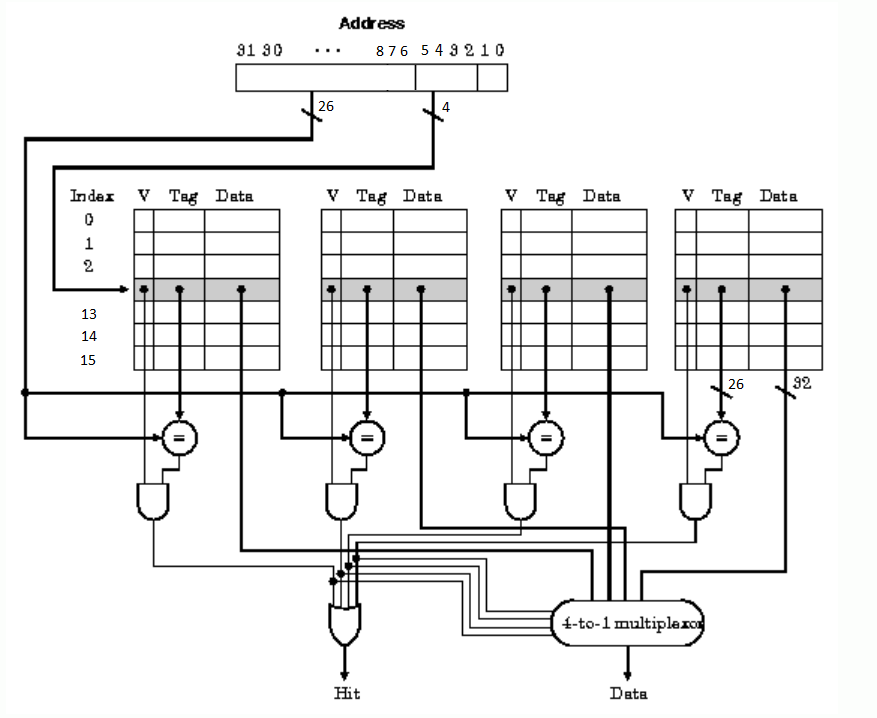 Address
31 30 ... 8 7 6 5 4 3 2 1 0
26 4
Index V Tag Data V Tag Data V Tag Data V Tag Data
0
1
2
13
14
15
26 32
= = = =
4-to-1 multiplexor
Hit Data